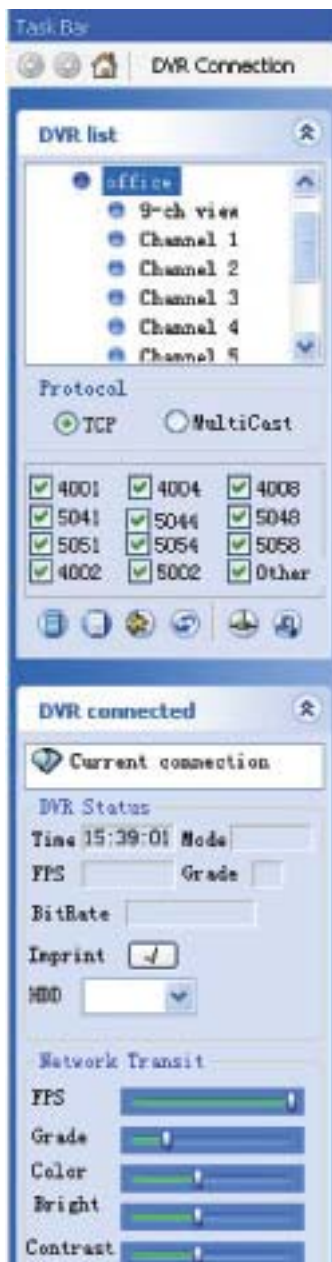 Task Bar
DVR Connection
DVR list
office
9-ch view
Channel 1
Channel 2
Channel 3
Channel 4
Channel 5
Protocol
TCP MultiCast
4001 4004 4008
5041 5044 5048
5051 5054 5058
4002 5002 Other
DVR connected
Current connection
DVR Status
Time 15:39:01 Mode
FPS Grade
BitRate
Imprint
HDD
Network Transit
FPS
Grade
Color
Bright
Contrast